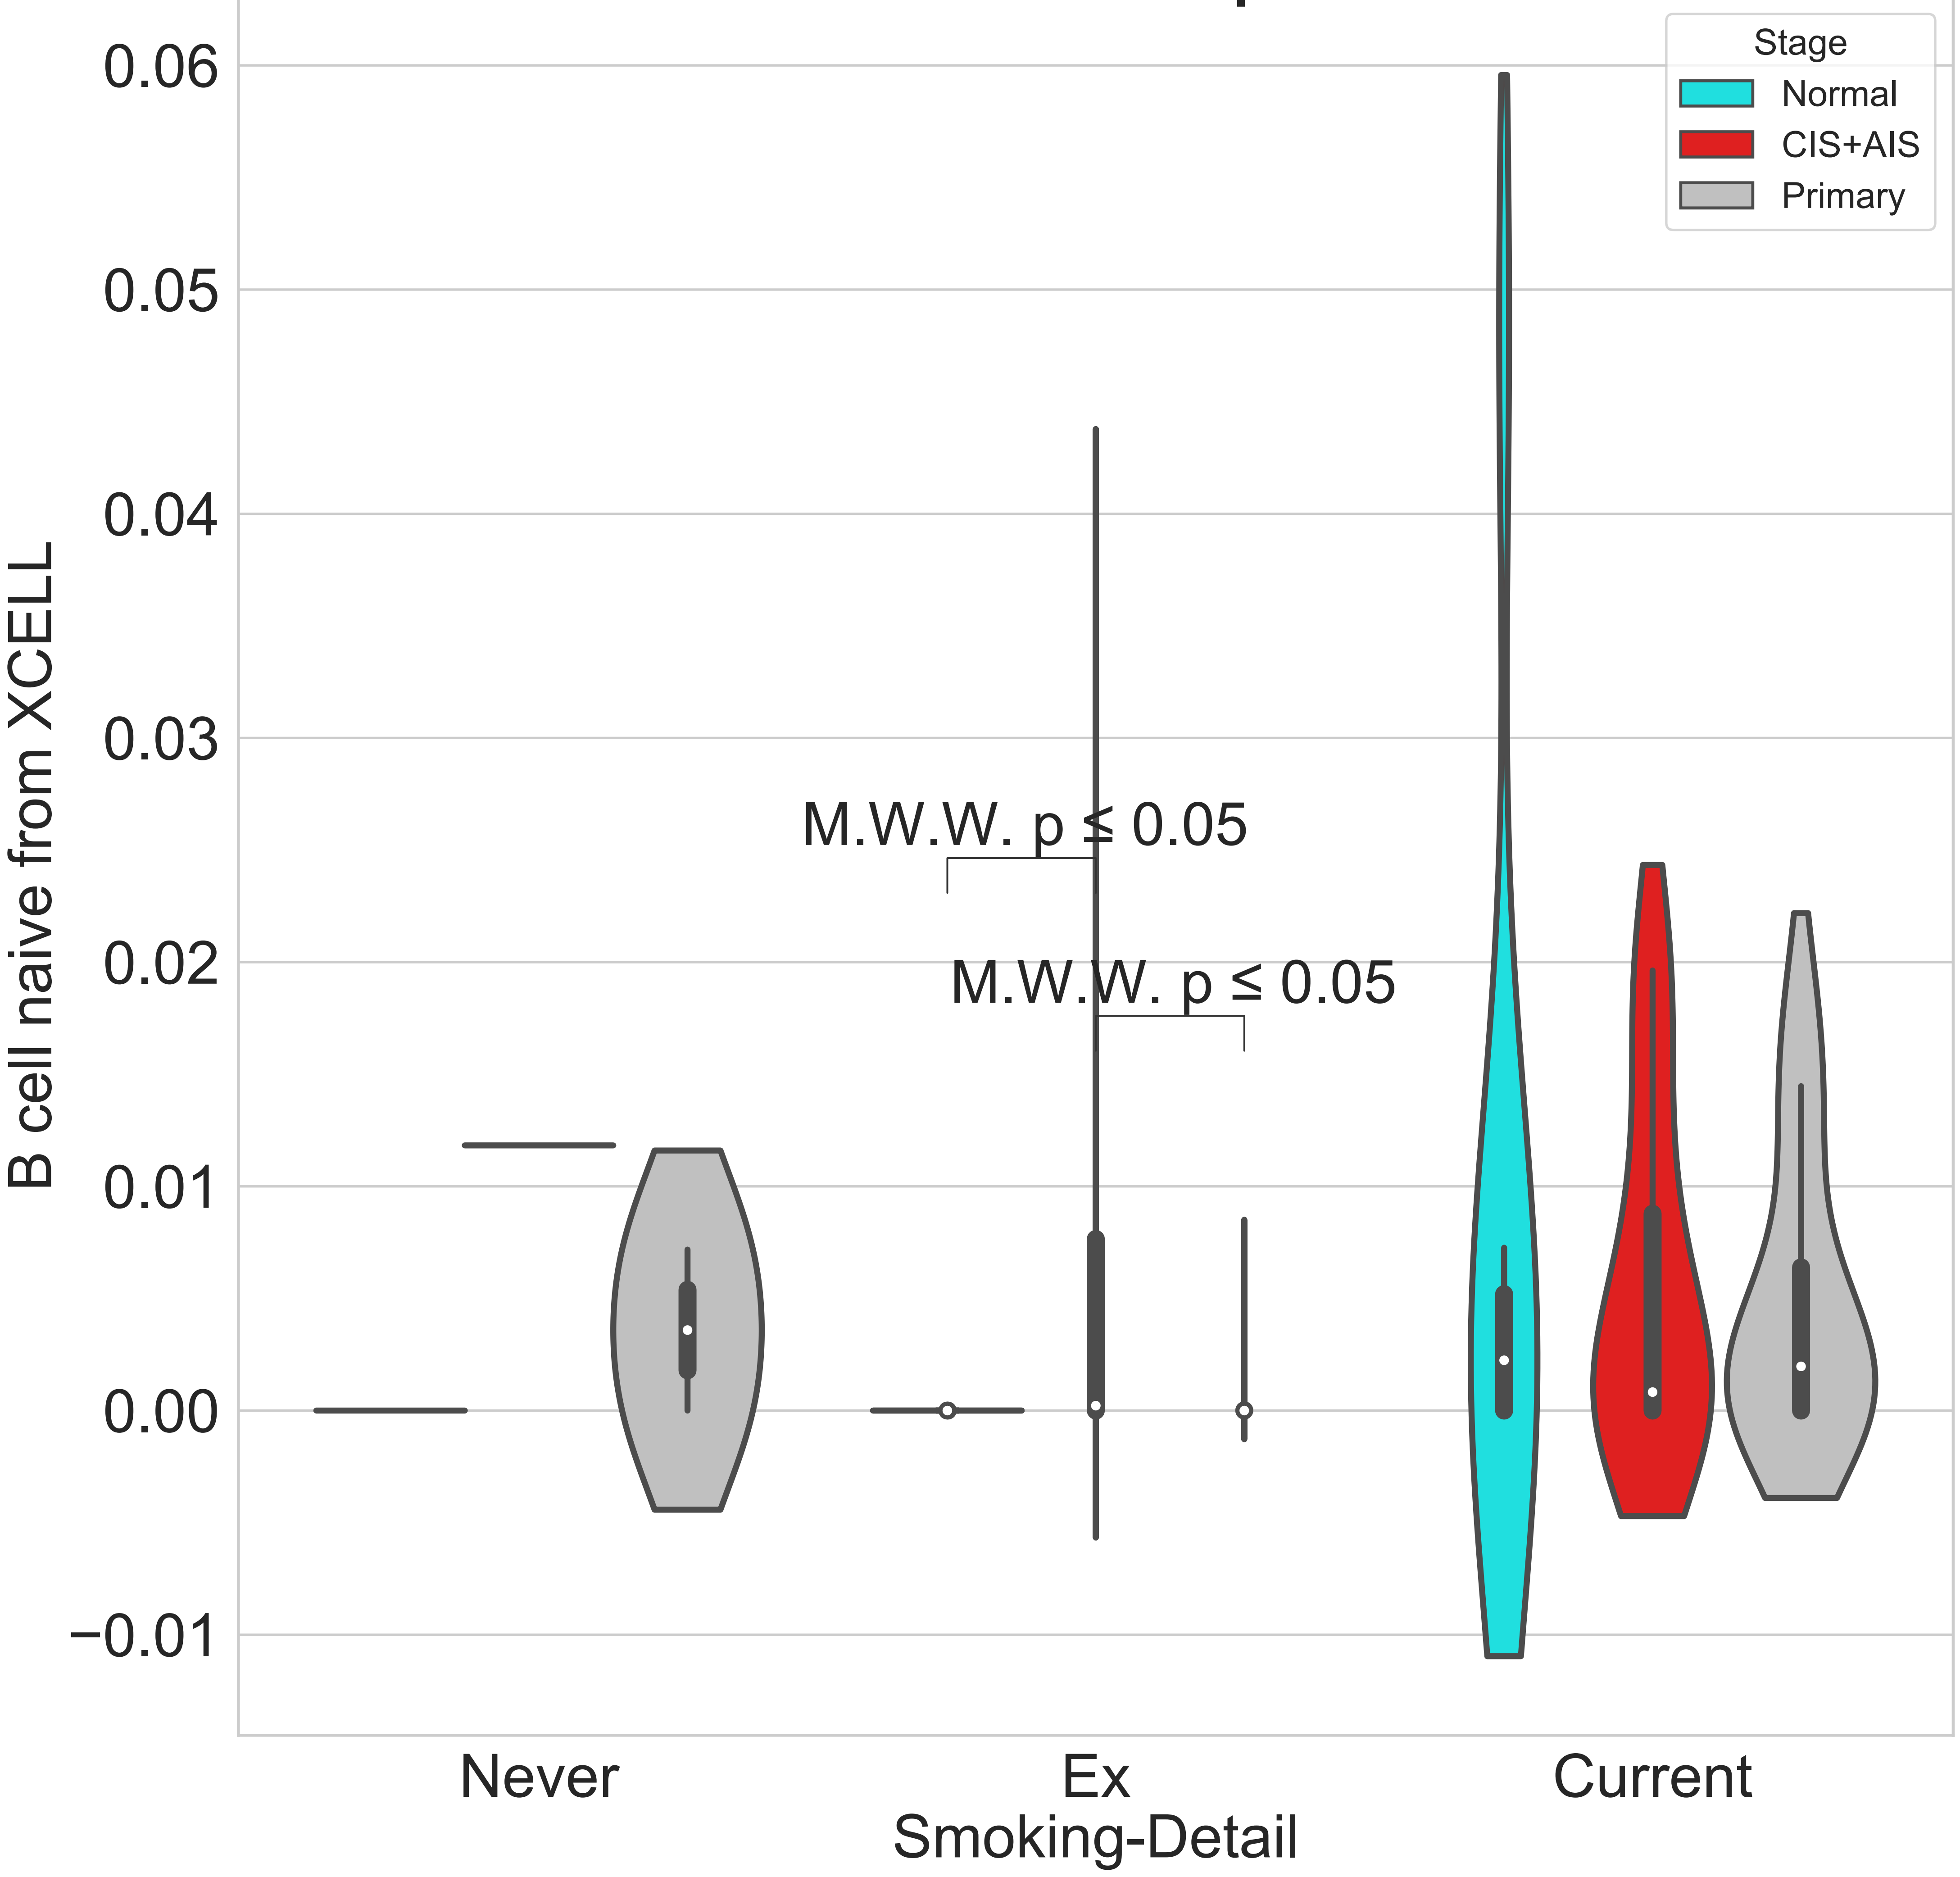 Stage
Normal
CIS+AIS
Primary
0.06
0.05
0.04
0.03
0.02
0.01
0.00
−0.01
B cell naive from XCELL
M.W.W. p ≤ 0.05
M.W.W. p ≤ 0.05
Never
Ex
Current
Smoking-Detail